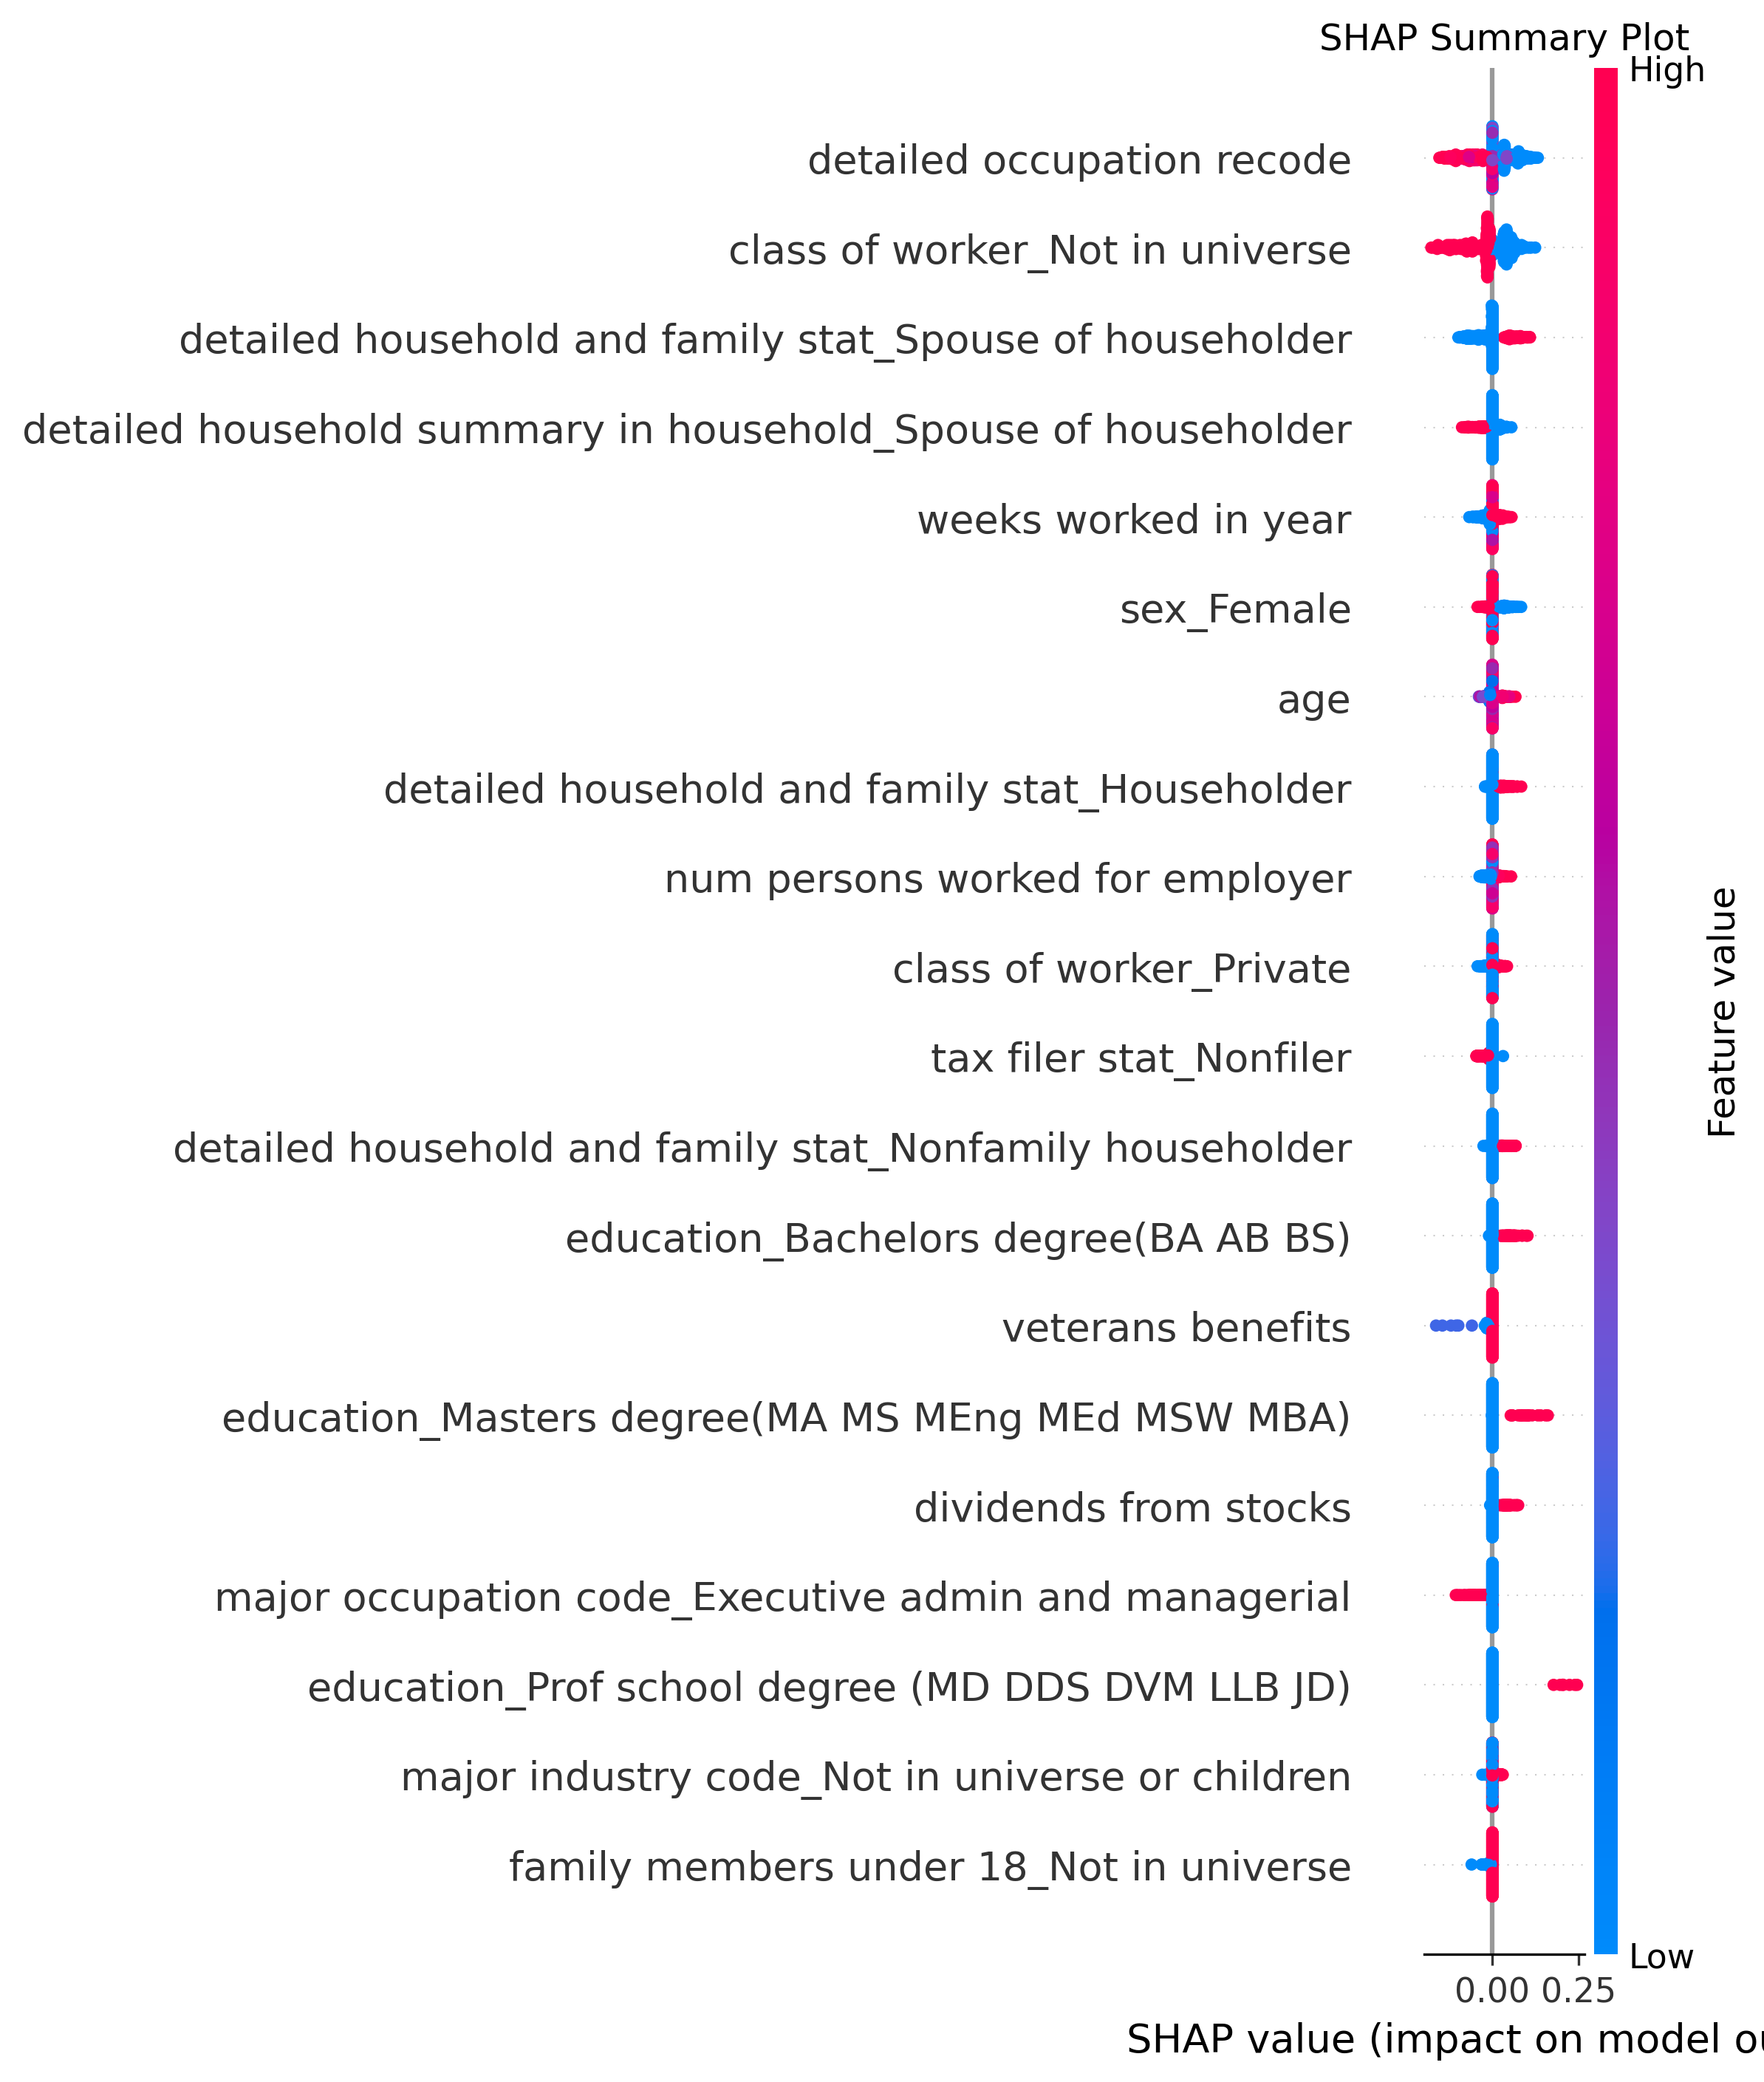 SHAP Summary Plot
High
detailed occupation recode
class of worker_Not in universe
detailed household and family stat_Spouse of householder
detailed household summary in household_Spouse of householder
weeks worked in year
sex_Female
age
detailed household and family stat_Householder
num persons worked for employer
class of worker_Private
tax filer stat_Nonfiler
detailed household and family stat_Nonfamily householder
education_Bachelors degree(BA AB BS)
veterans benefits
education_Masters degree(MA MS MEng MEd MSW MBA)
dividends from stocks
major occupation code_Executive admin and managerial
education_Prof school degree (MD DDS DVM LLB JD)
major industry code_Not in universe or children
family members under 18_Not in universe
Feature value
Low
0.00 0.25
SHAP value (impact on model ou